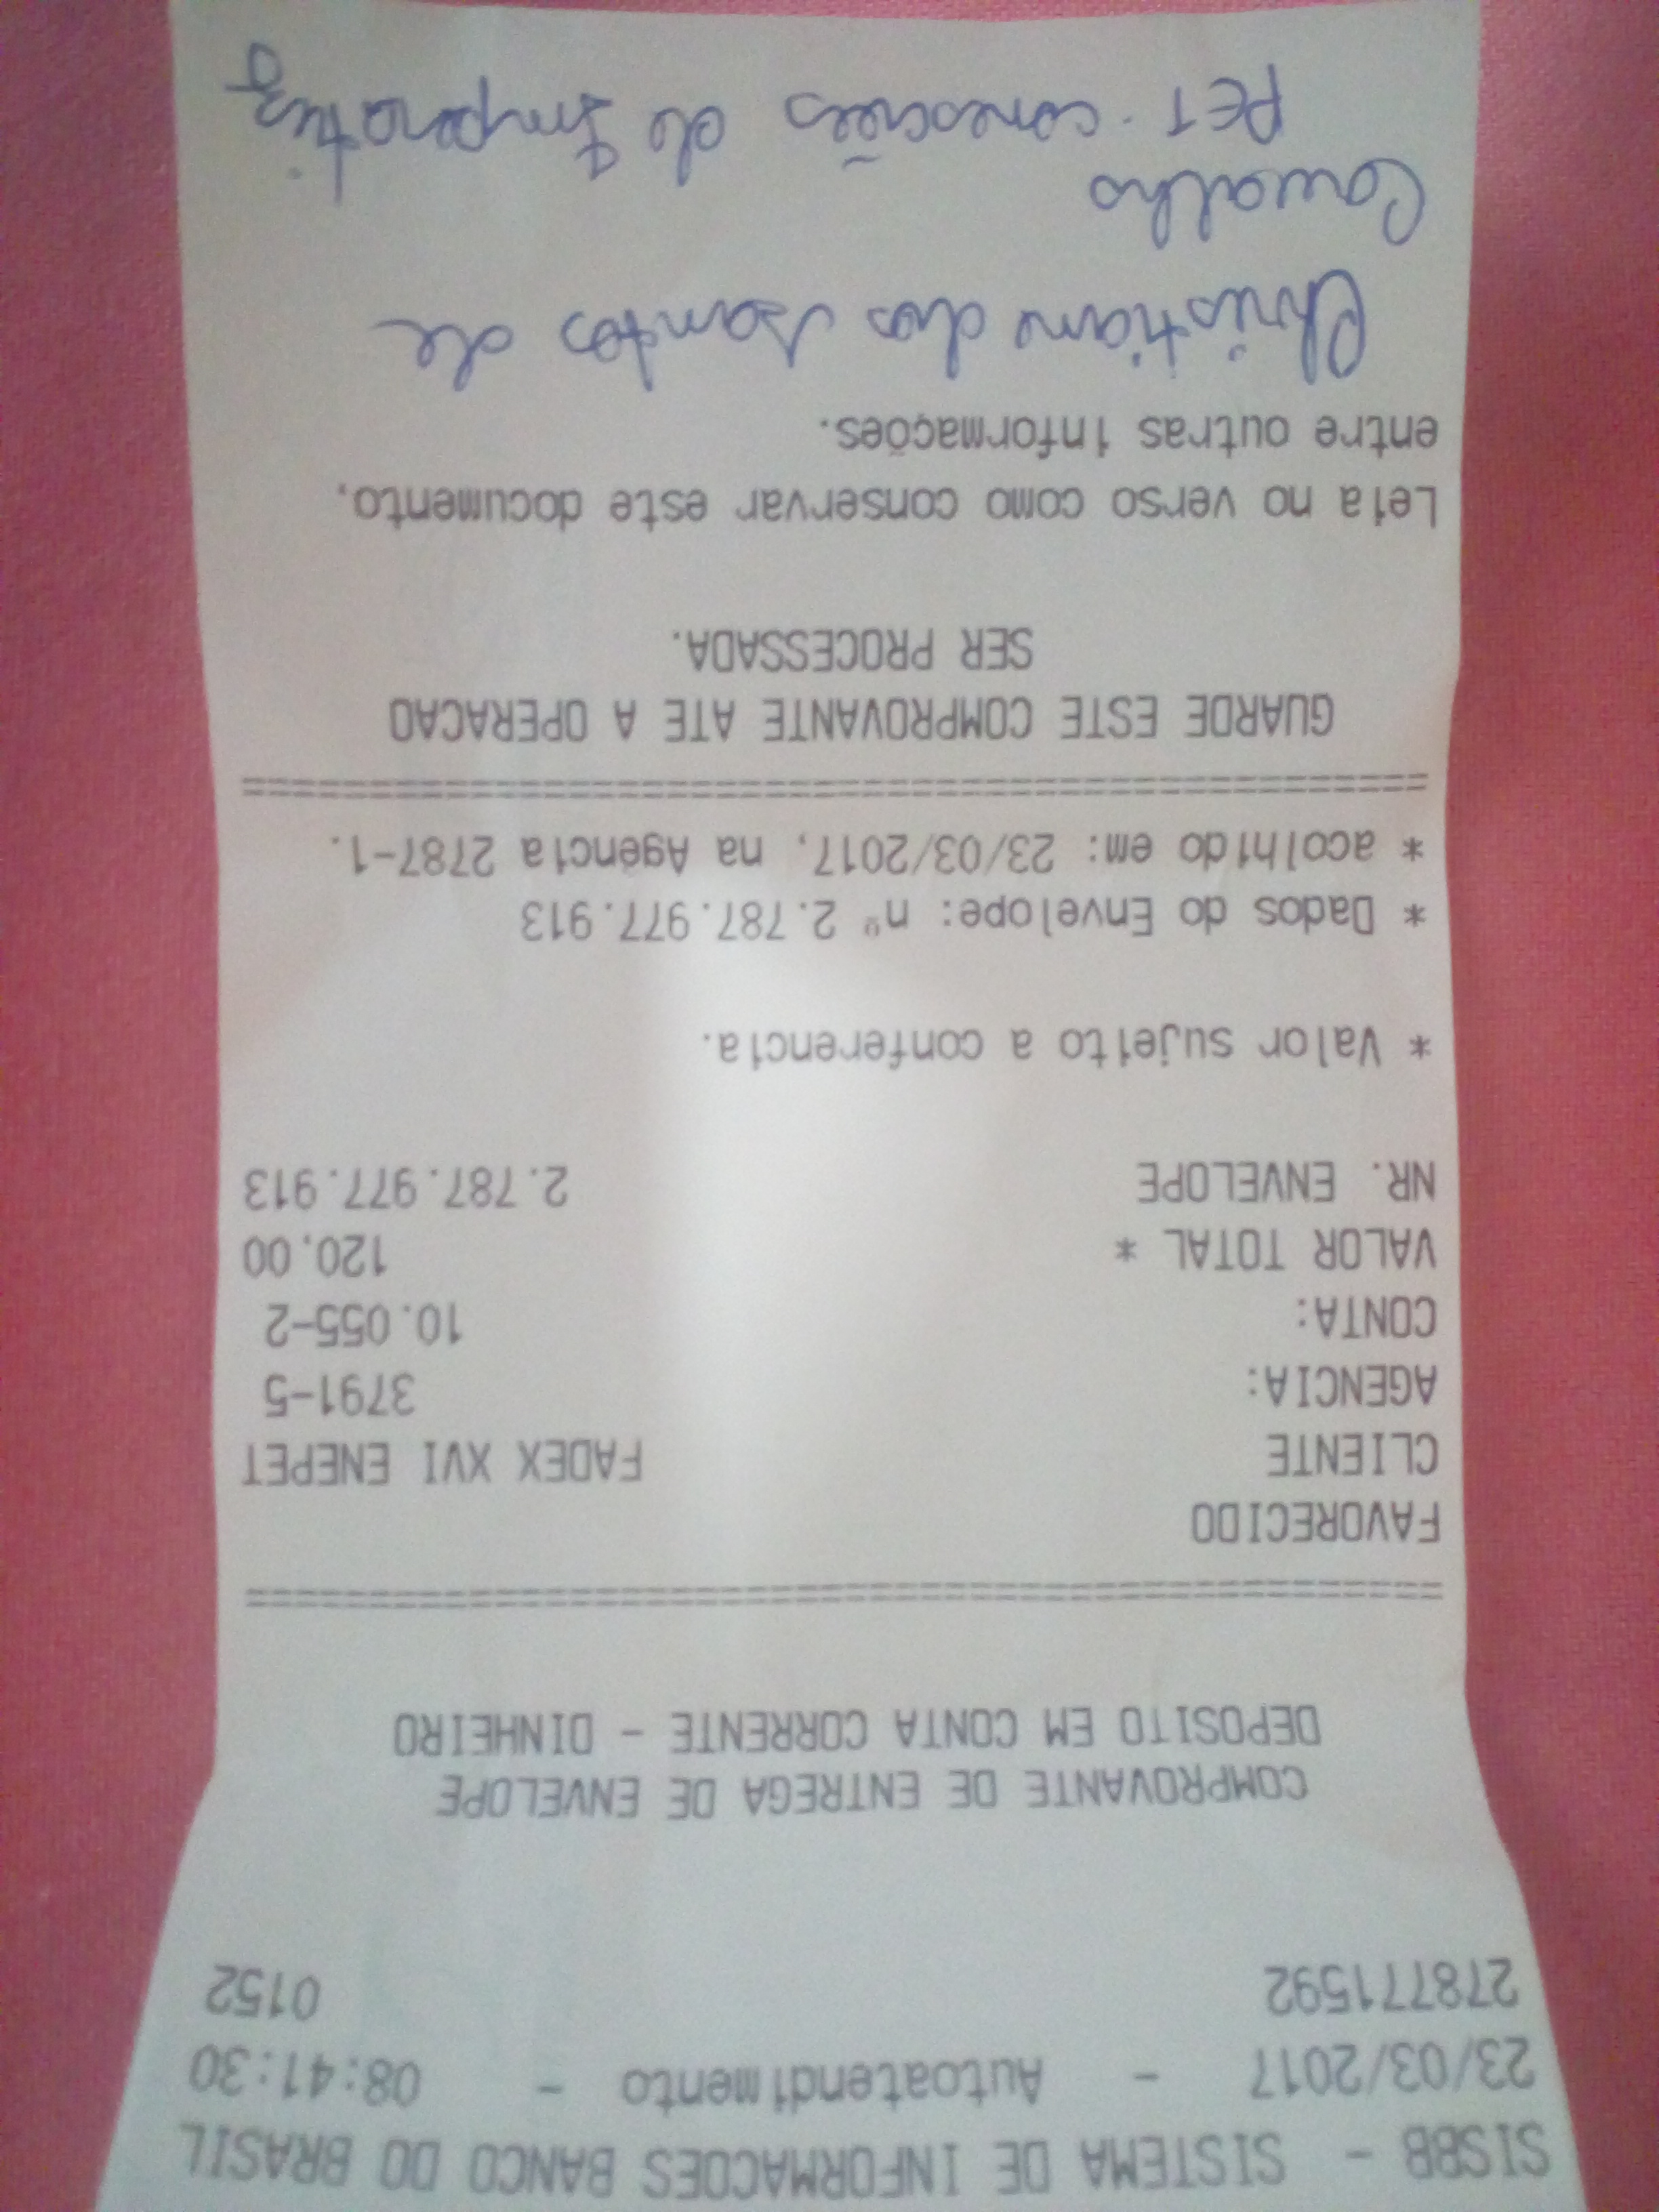 SISBB - SISTEMA DE INFORMACOES BANCO DO BRASIL
23/03/2017 - Autoatendimento - 08:41:30
278771592 0152
COMPROVANTE DE ENTREGA DE ENVELOPE
DEPOSITO EM CONTA CORRENTE - DINHEIRO
FAVORECIDO
CLIENTE FADEX XVI ENEPET
AGENCIA: 3791-5
CONTA: 10.055-2
VALOR TOTAL * 120,00
NR. ENVELOPE 2.787.977.913
* Valor sujeito a conferencia.
* Dados do Envelope: nº 2.787.977.913
* acolhido em: 23/03/2017, na Agência 2787-1.
GUARDE ESTE COMPROVANTE ATE A OPERACAO
SER PROCESSADA.
Leia no verso como conservar este documento,
entre outras informações.
Christiane dos Santos de
Carvalho
PET. conexões de Imperatriz